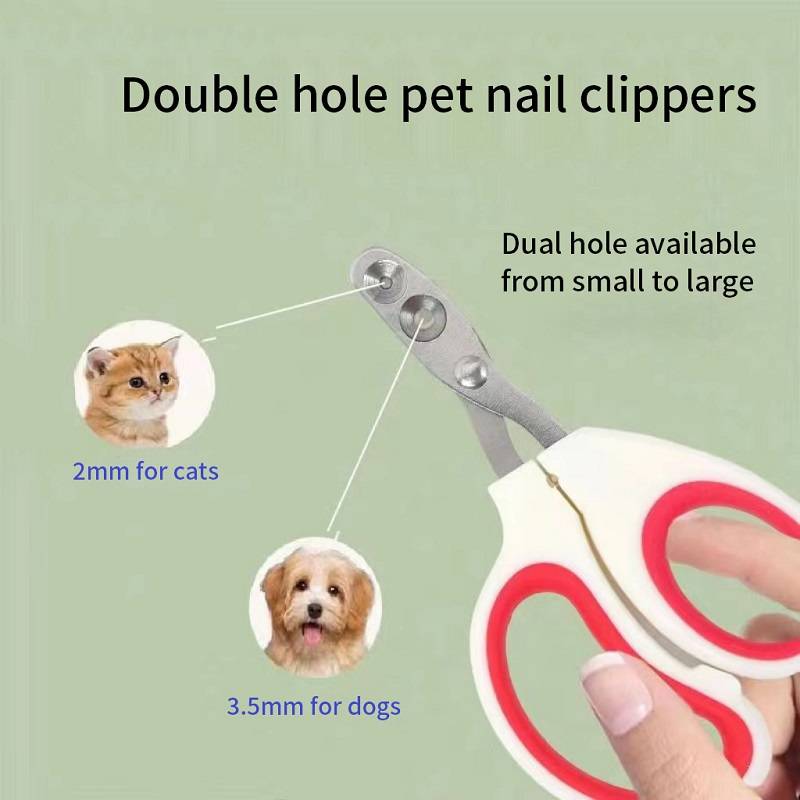 Double hole pet nail clippers
Dual hole available
from small to large
2mm for cats
3.5mm for dogs